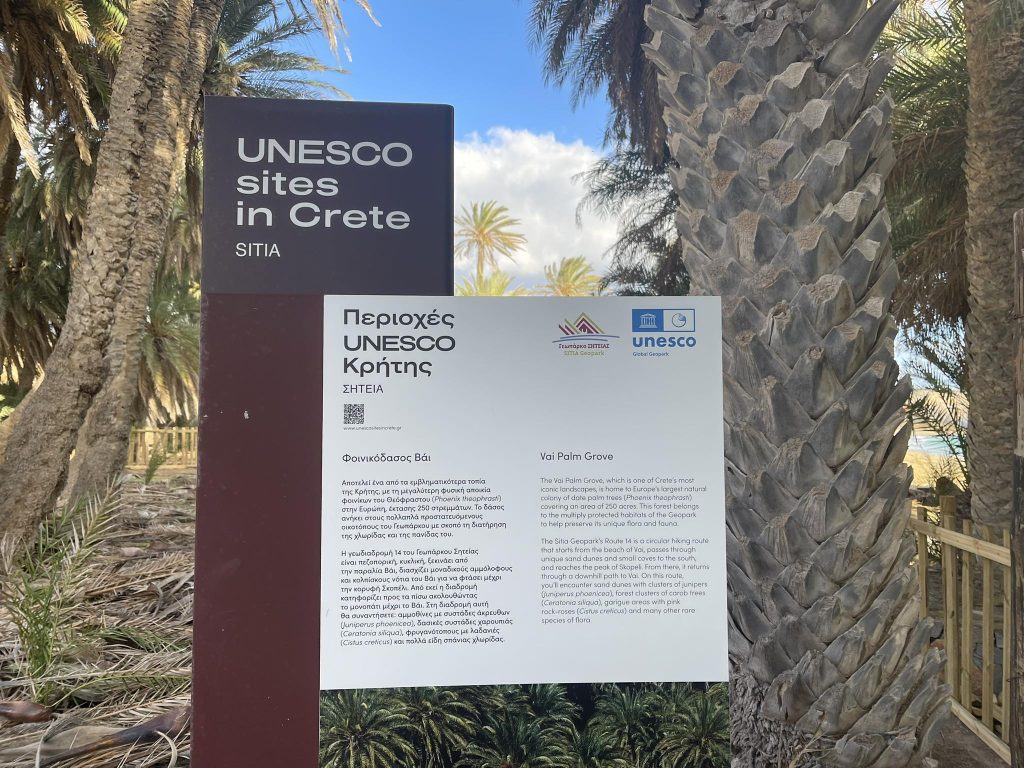 UNESCO
sites
in Crete
SITIA
Περιοχές
UNESCO
Κρήτης
ΣΗΤΕΙΑ
www.unescositesincrete.gr
Γεωπάρκο ΣΗΤΕΙΑΣ
SITIA Geopark
unesco
Global Geopark
Φοινικόδασος Βάι
Αποτελεί ένα από τα εμβληματικότερα τοπία
της Κρήτης, με τη μεγαλύτερη φυσική αποικία
φοινίκων του Θεόφραστου (Phoenix theophrasti)
στην Ευρώπη, έκτασης 250 στρεμμάτων. Το δάσος
ανήκει στους πολλαπλά προστατευόμενους
οικοτόπους του Γεωπάρκου με σκοπό τη διατήρηση
της χλωρίδας και της πανίδας του.
Η γεωδιαδρομή 14 του Γεωπάρκου Σητείας
είναι πεζοπορική, κυκλική, ξεκινάει από
την παραλία Βάι, διασχίζει μοναδικούς αμμόλοφους
και κολπίσκους νότια του Βάι για να φτάσει μέχρι
την κορυφή Σκοπέλι. Από εκεί η διαδρομή
κατηφορίζει προς τα πίσω ακολουθώντας
το μονοπάτι μέχρι το Βάι. Στη διαδρομή αυτή
θα συναντήσετε: αμμοθίνες με συστάδες άκρευθων
(Juniperus phoenicea), δασικές συστάδες χαρουπιάς
(Ceratonia siliqua), φρυγανότοπους με λαδανιές
(Cistus creticus) και πολλά είδη σπάνιας χλωρίδας.
Vai Palm Grove
The Vai Palm Grove, which is one of Crete's most
iconic landscapes, is home to Europe's largest natural
colony of date palm trees (Phoenix theophrasti)
covering an area of 250 acres. This forest belongs
to the multiply protected habitats of the Geopark
to help preserve its unique flora and fauna.
The Sitia Geopark's Route 14 is a circular hiking route
that starts from the beach of Vai, passes through
unique sand dunes and small coves to the south,
and reaches the peak of Skopeli. From there, it returns
through a downhill path to Vai. On this route,
you'll encounter sand dunes with clusters of junipers
(Juniperus phoenicea), forest clusters of carob trees
(Ceratonia siliqua), garigue areas with pink
rock-roses (Cistus creticus) and many other rare
species of flora.